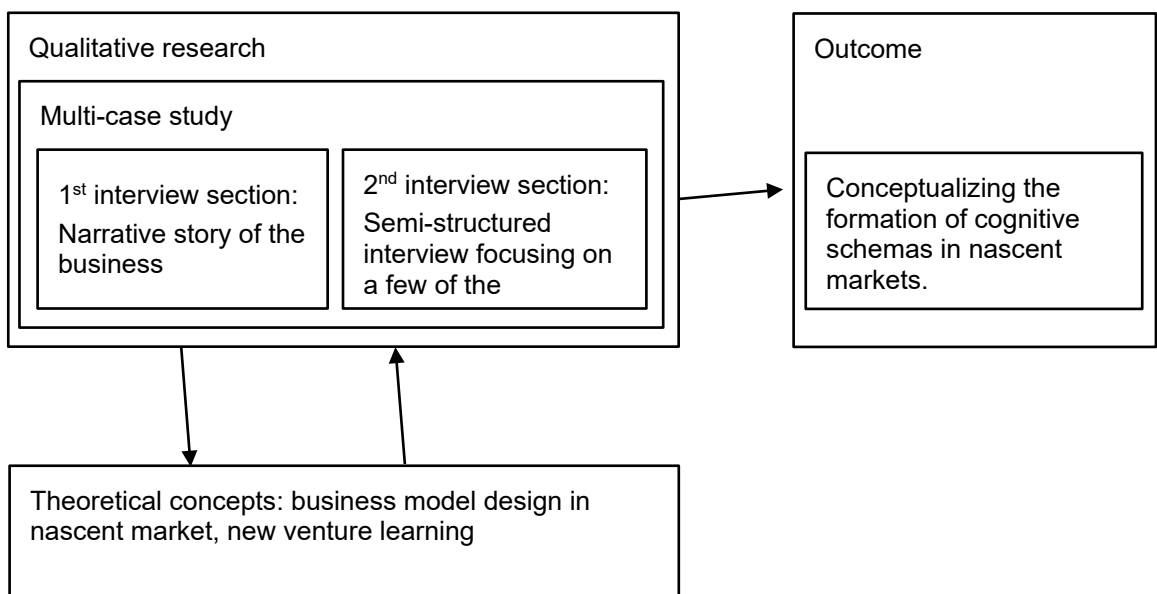 Qualitative research
Multi-case study
1st interview section:
Narrative story of the
business
2nd interview section:
Semi-structured
interview focusing on
a few of the
Outcome
Conceptualizing the
formation of cognitive
schemas in nascent
markets.
Theoretical concepts: business model design in
nascent market, new venture learning